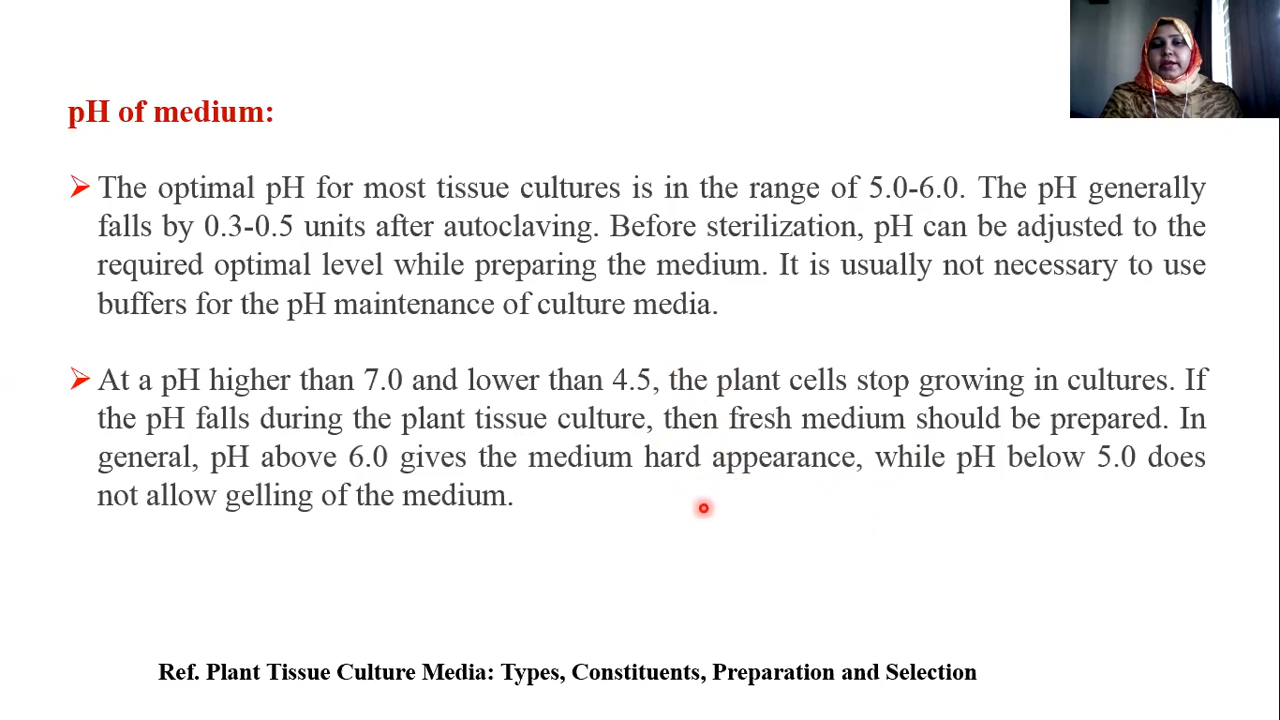 pH of medium:
The optimal pH for most tissue cultures is in the range of 5.0-6.0. The pH generally
falls by 0.3-0.5 units after autoclaving. Before sterilization, pH can be adjusted to the
required optimal level while preparing the medium. It is usually not necessary to use
buffers for the pH maintenance of culture media.
At a pH higher than 7.0 and lower than 4.5, the plant cells stop growing in cultures. If
the pH falls during the plant tissue culture, then fresh medium should be prepared. In
general, pH above 6.0 gives the medium hard appearance, while pH below 5.0 does
not allow gelling of the medium.
Ref. Plant Tissue Culture Media: Types, Constituents, Preparation and Selection